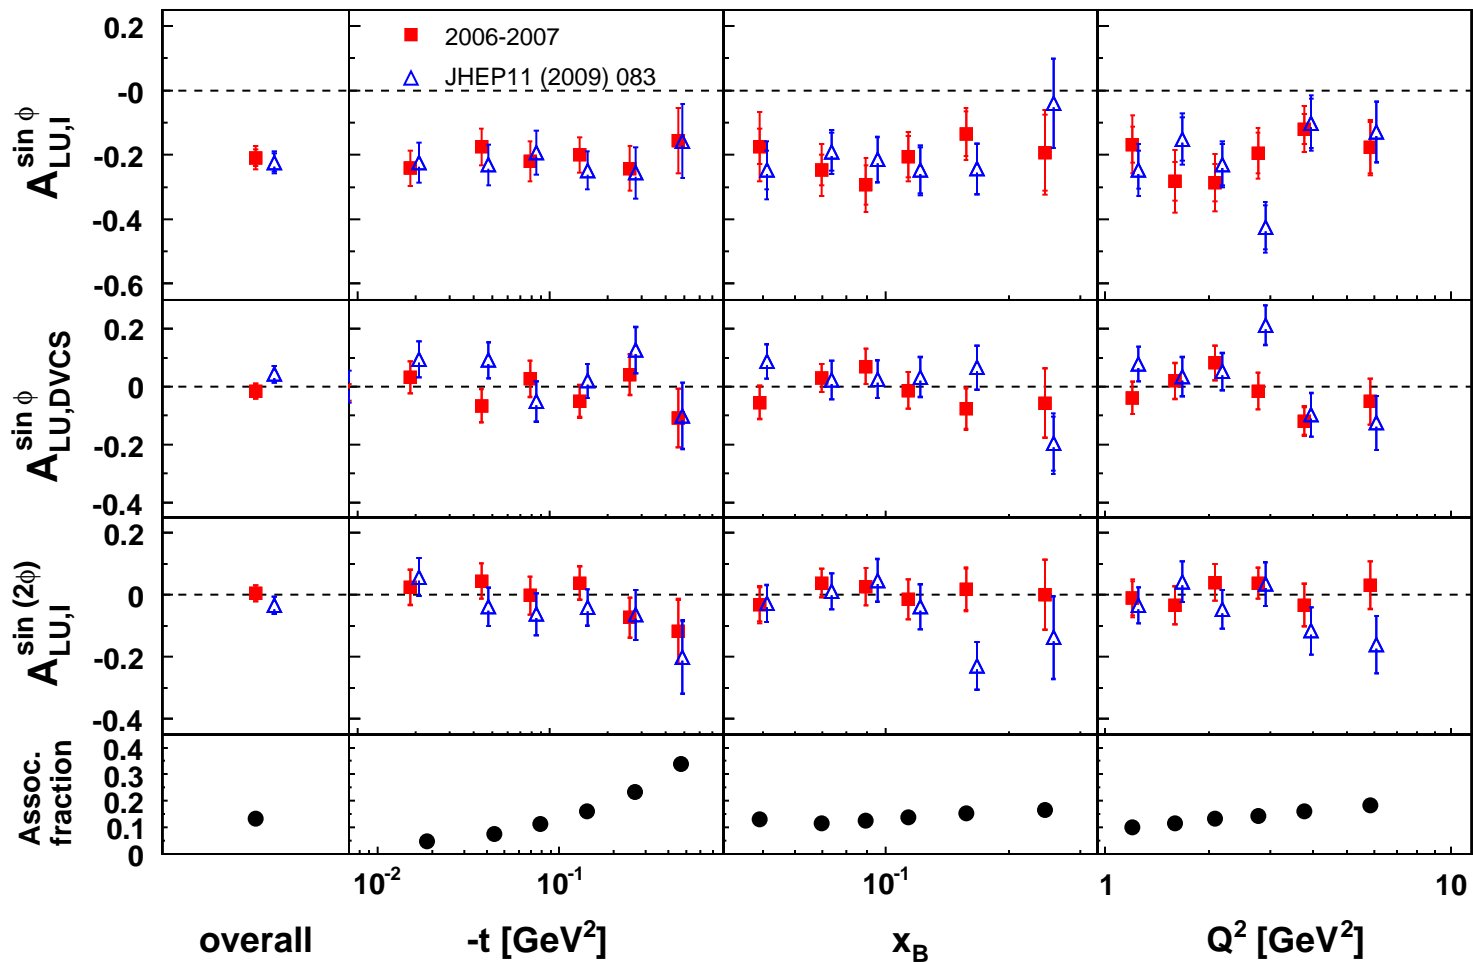 2006-2007
JHEP11 (2009) 083
A_{LU,I}^{sin ϕ}
0.2
-0
-0.2
-0.4
-0.6
A_{LU,DVCS}^{sin ϕ}
0.2
0
-0.2
-0.4
A_{LU,I}^{sin (2ϕ)}
0.2
0
-0.2
-0.4
Assoc.
fraction
0.4
0.3
0.2
0.1
0
10^{-2} 10^{-1} 10^{-1} 1 10
overall -t [GeV^2] x_B Q^2 [GeV^2]